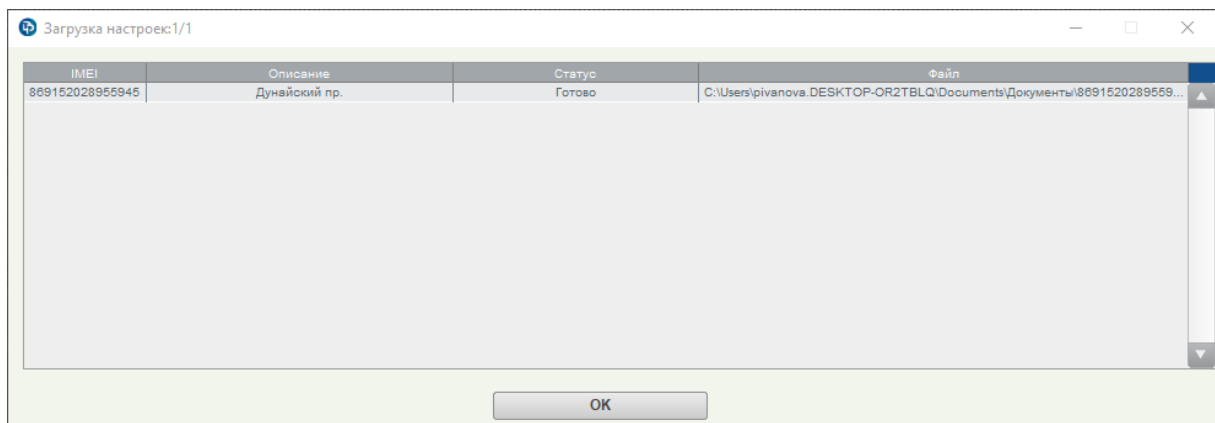 Загрузка настроек:1/1
IMEI Описание Статус Файл
869152028955945 Дунайский пр. Готово C:\Users\pivanova.DESKTOP-OR2TBLQ\Documents\Документы\8691520289559...
OK